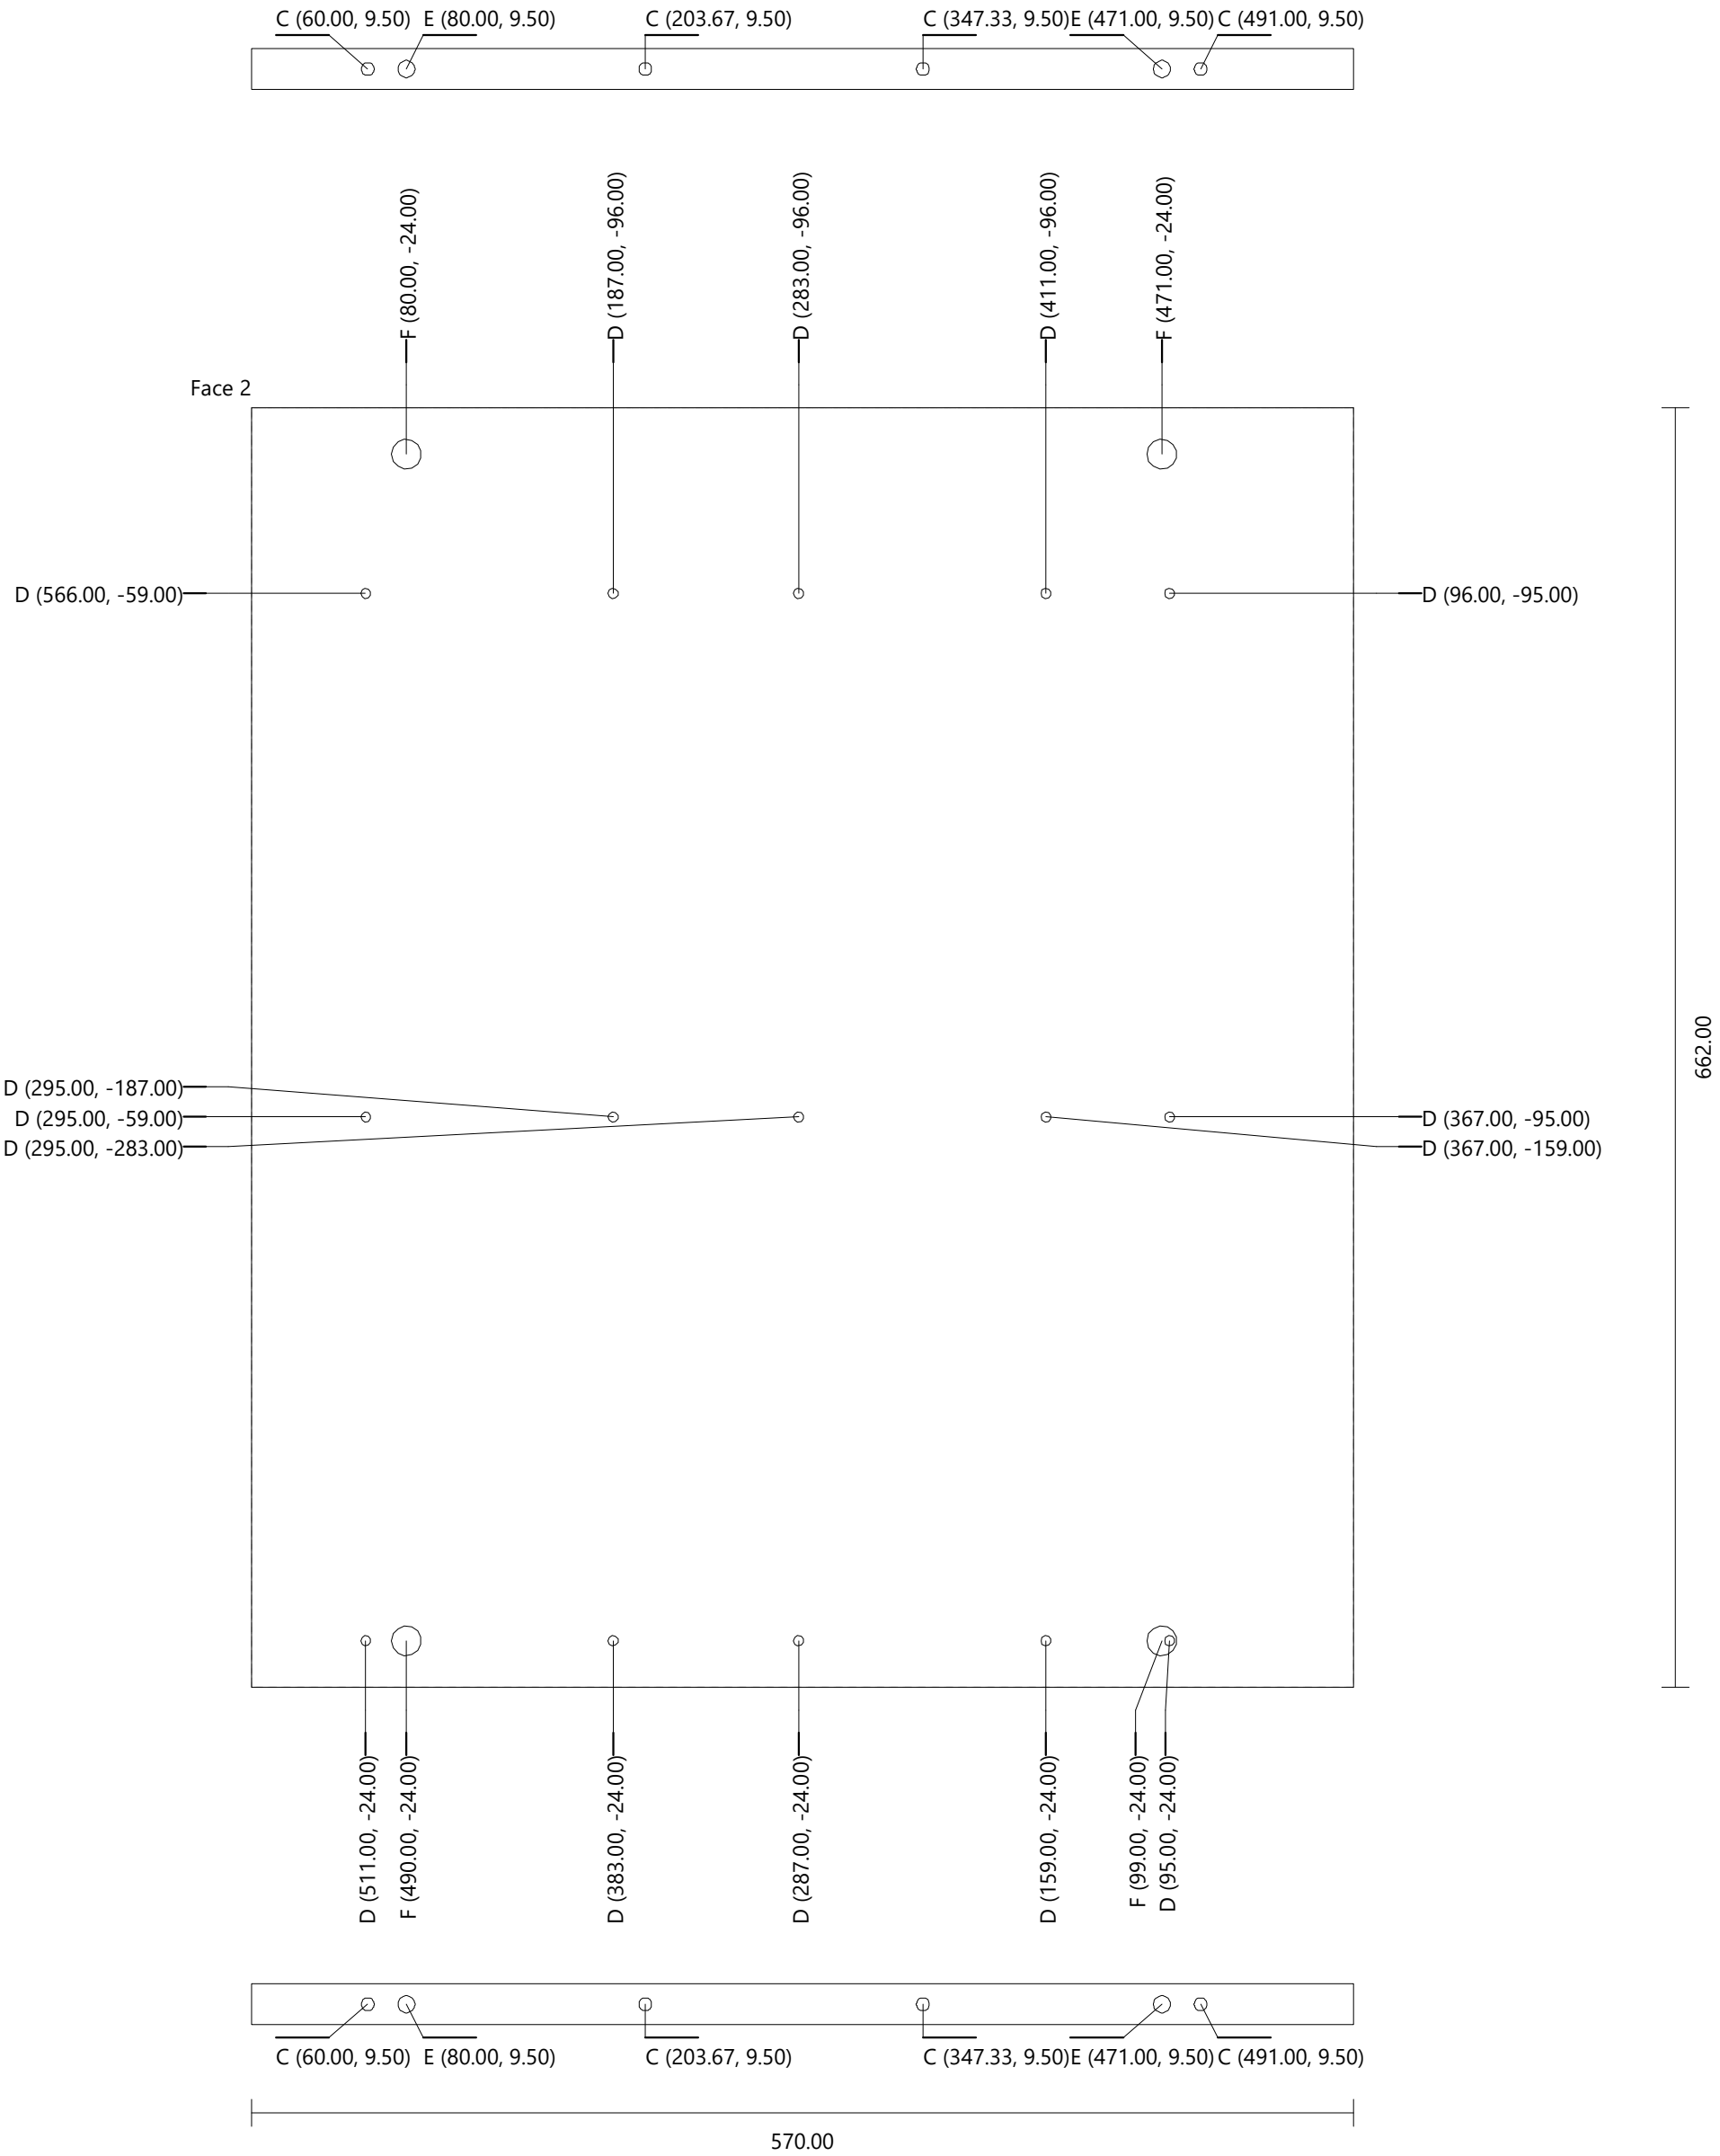 C (60.00, 9.50) E (80.00, 9.50) C (203.67, 9.50) C (347.33, 9.50) E (471.00, 9.50) C (491.00, 9.50)
F (80.00, -24.00)
D (187.00, -96.00)
D (283.00, -96.00)
D (411.00, -96.00)
F (471.00, -24.00)
Face 2
D (566.00, -59.00)
D (96.00, -95.00)
662.00
D (295.00, -187.00)
D (295.00, -59.00)
D (295.00, -283.00)
D (367.00, -95.00)
D (367.00, -159.00)
D (511.00, -24.00)
F (490.00, -24.00)
D (383.00, -24.00)
D (287.00, -24.00)
D (159.00, -24.00)
F (99.00, -24.00)
D (95.00, -24.00)
C (60.00, 9.50) E (80.00, 9.50) C (203.67, 9.50) C (347.33, 9.50) E (471.00, 9.50) C (491.00, 9.50)
570.00